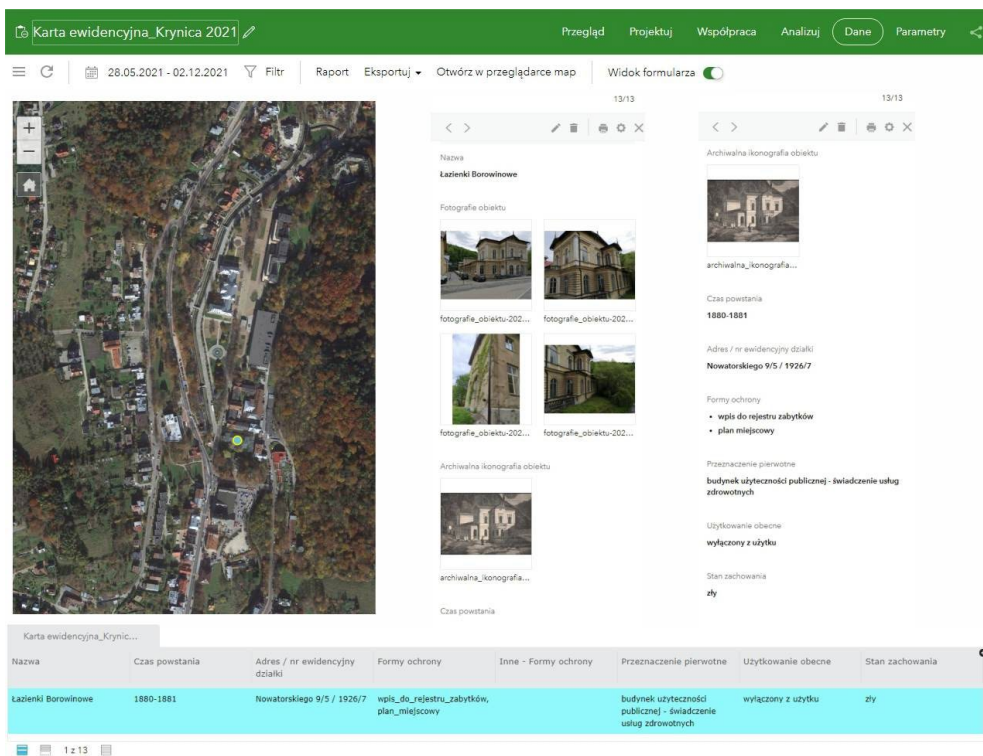 Karta ewidencyjna_Krynica 2021
Przegląd Projektuj Współpraca Analizuj Dane Parametry
28.05.2021 - 02.12.2021 Filtr Raport Eksportuj Otwórz w przeglądarce map Widok formularza
13/13
Nazwa
Łazienki Borowinowe
Fotografie obiektu
fotografie_obiektu-202... fotografie_obiektu-202...
fotografie_obiektu-202... fotografie_obiektu-202...
Archiwalna ikonografia obiektu
archiwalna_ikonografia...
Czas powstania
13/13
Archiwalna ikonografia obiektu
archiwalna_ikonografia...
Czas powstania
1880-1881
Adres / nr ewidencyjny działki
Nowatorskiego 9/5 / 1926/7
Formy ochrony
• wpis do rejestru zabytków
• plan miejscowy
Przeznaczenie pierwotne
budynek użyteczności publicznej - świadczenie usług
zdrowotnych
Użytkowanie obecne
wyłączony z użytku
Stan zachowania
zły
Karta ewidencyjna_Krynic...
Nazwa Czas powstania Adres / nr ewidencyjny Formy ochrony Inne - Formy ochrony Przeznaczenie pierwotne Użytkowanie obecne Stan zachowania
działki
Łazienki Borowinowe 1880-1881 Nowatorskiego 9/5 / 1926/7 wpis_do_rejestru_zabytków, budynek użyteczności wyłączony z użytku zły
plan_miejscowy publicznej - świadczenie
usług zdrowotnych
1 z 13